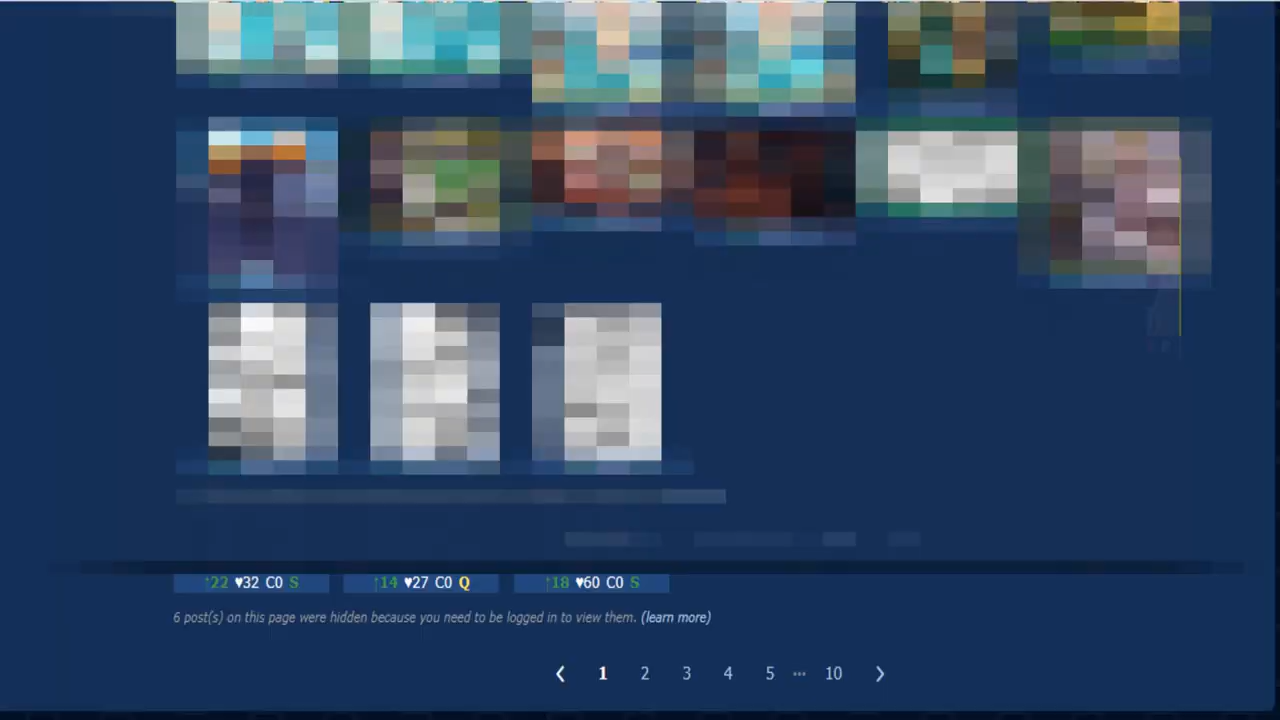 ↑22 ♥32 C0 S ↑14 ♥27 C0 Q ↑18 ♥60 C0 S
6 post(s) on this page were hidden because you need to be logged in to view them. (learn more)
‹ 1 2 3 4 5 ... 10 ›